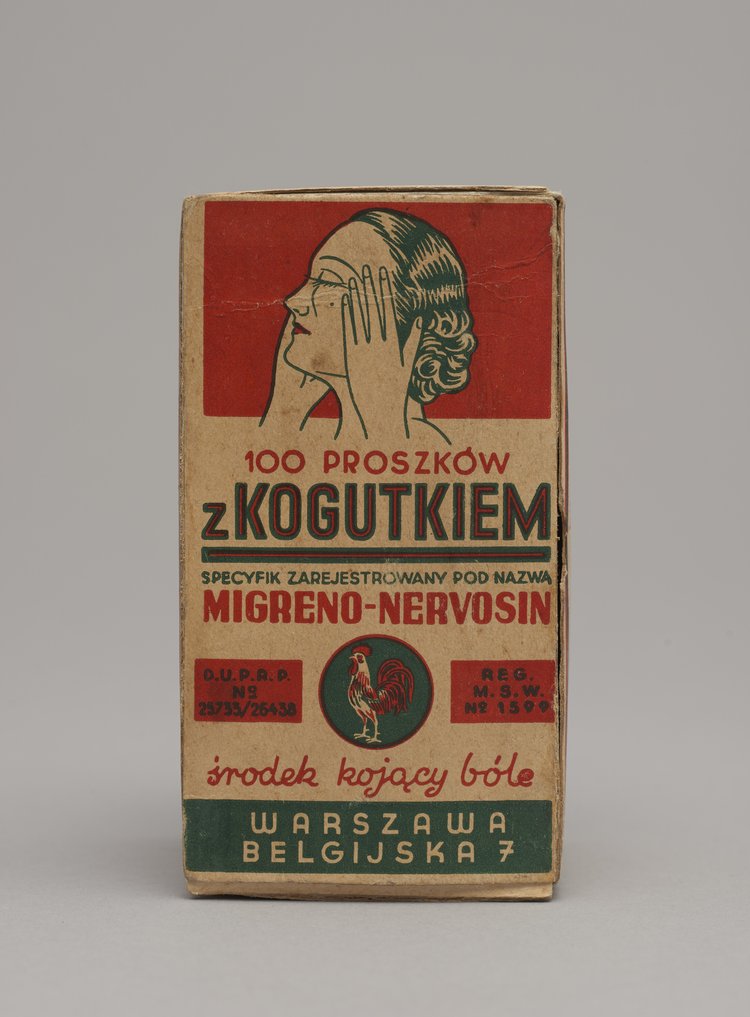 100 PROSZKÓW
z KOGUTKIEM
SPECYFIK ZAREJESTROWANY POD NAZWĄ
MIGRENO-NERVOSIN
D.U.P.R.P.
Nº
25735/26438
REG.
M.S.W.
Nº 1599
środek kojący bóle
WARSZAWA
BELGIJSKA 7